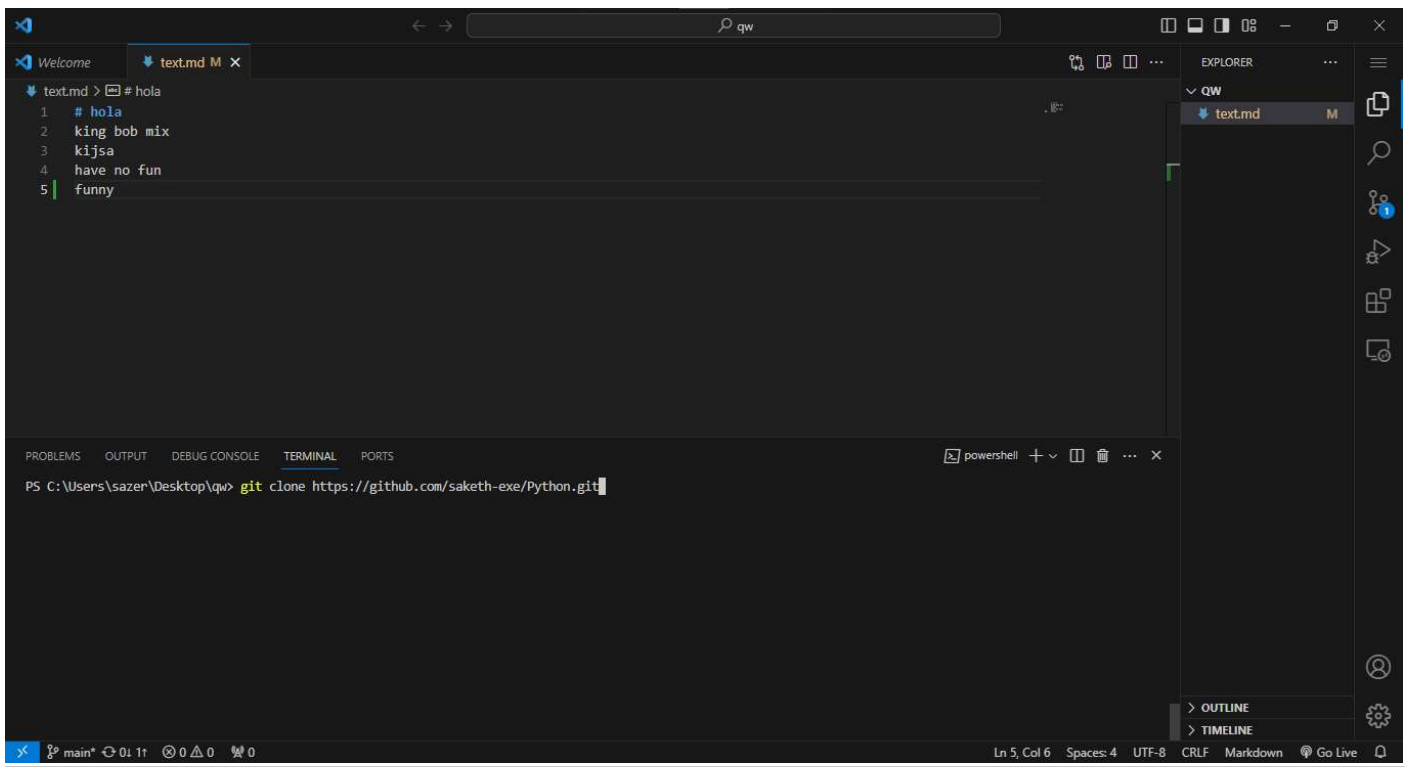 qw
Welcome
text.md M
EXPLORER
text.md > # hola
QW
text.md M
1 # hola
2 king bob mix
3 kijsa
4 have no fun
5 funny
1
PROBLEMS OUTPUT DEBUG CONSOLE TERMINAL PORTS
powershell
PS C:\Users\sazer\Desktop\qw> git clone https://github.com/saketh-exe/Python.git
OUTLINE
TIMELINE
main* 0↓ 1↑ 0 0 0
Ln 5, Col 6 Spaces: 4 UTF-8 CRLF Markdown Go Live